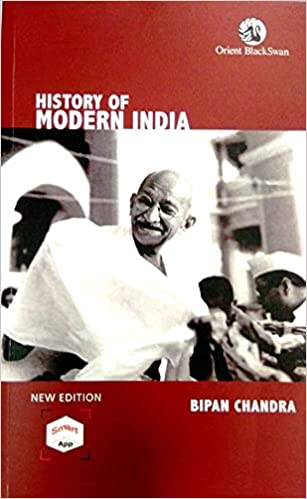 Orient BlackSwan
HISTORY OF
MODERN INDIA
NEW EDITION
BIPAN CHANDRA
Smart
App